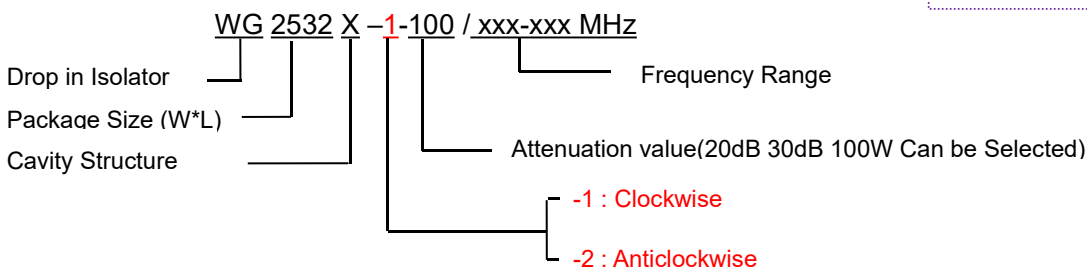 WG 2532 X –1-100 / xxx-xxx MHz
Drop in Isolator
Frequency Range
Package Size (W*L)
Attenuation value(20dB 30dB 100W Can be Selected)
Cavity Structure
-1 : Clockwise
-2 : Anticlockwise